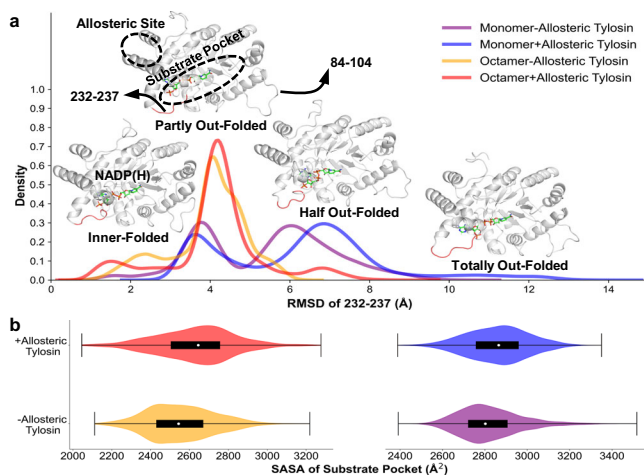 a
Allosteric Site
Substrate Pocket
84-104
232-237
Partly Out-Folded
Monomer-Allosteric Tylosin
Monomer+Allosteric Tylosin
Octamer-Allosteric Tylosin
Octamer+Allosteric Tylosin
NADP(H)
Inner-Folded
Half Out-Folded
Totally Out-Folded
Density
1.0
0.9
0.8
0.7
0.6
0.5
0.4
0.3
0.2
0.1
0.0
0 2 4 6 8 10 12 14
RMSD of 232-237 (Å)
b
+Allosteric
Tylosin
-Allosteric
Tylosin
2000 2200 2400 2600 2800 3000 3200 2400 2600 2800 3000 3200 3400
SASA of Substrate Pocket (Å²)